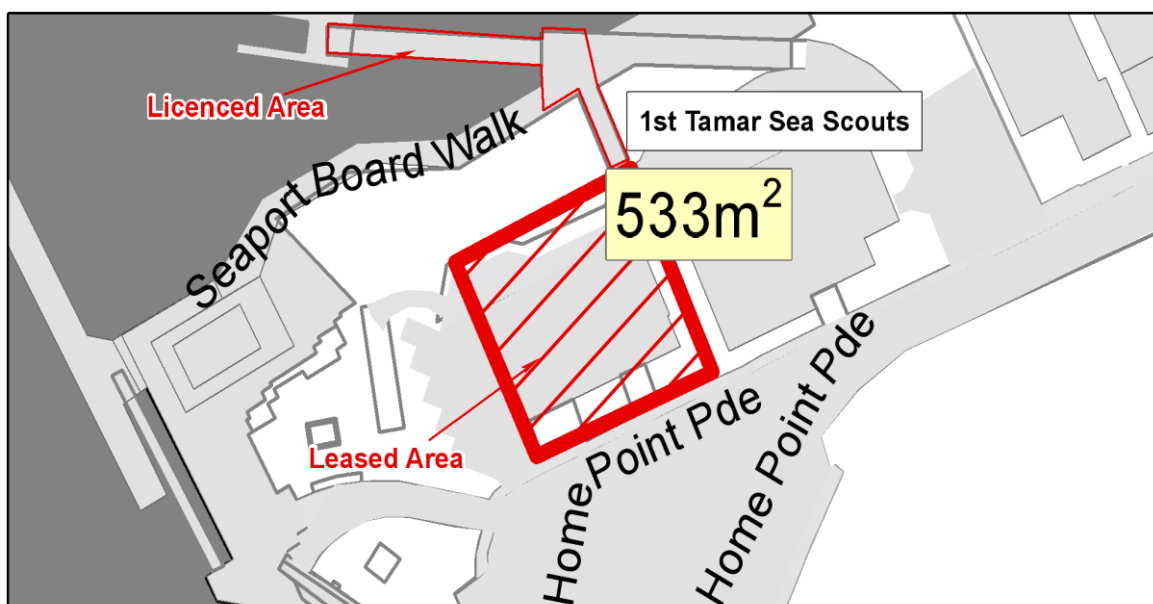 Licenced Area
Seaport Board Walk
1st Tamar Sea Scouts
533m²
Leased Area
Home Point Pde
Home Point Pde